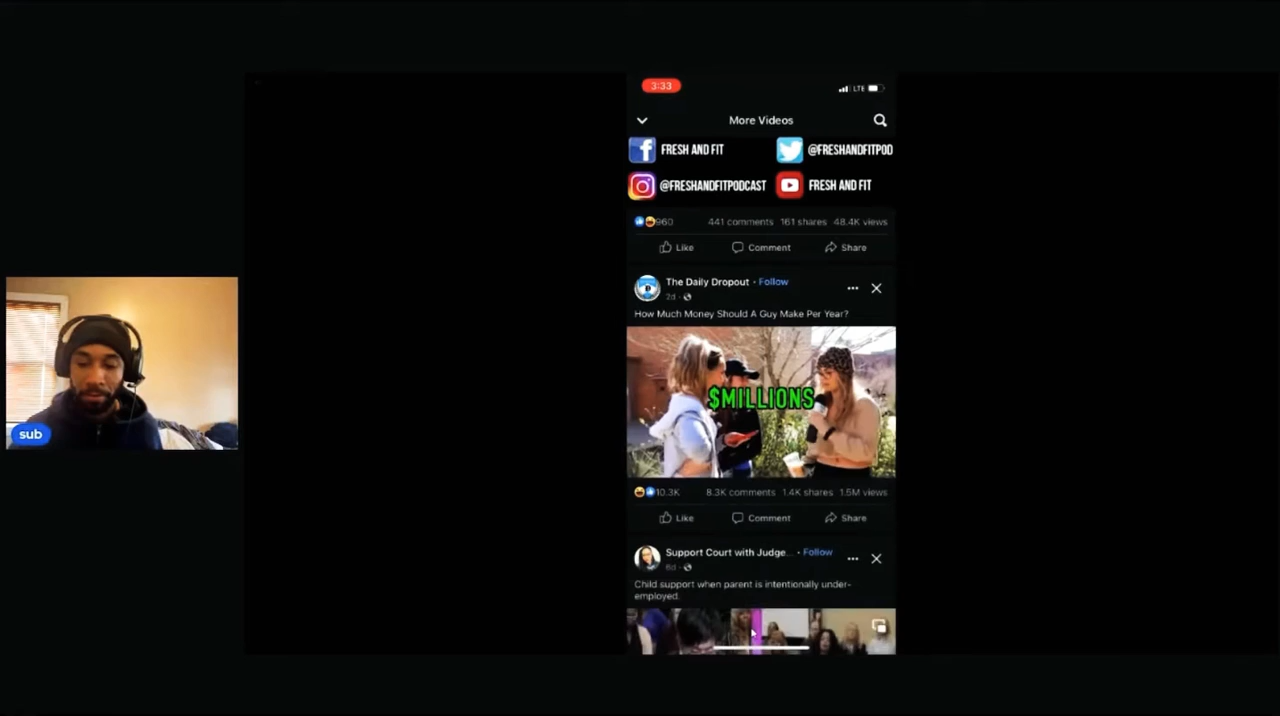 3:33
LTE
More Videos
FRESH AND FIT
@FRESHANDFITPOD
@FRESHANDFITPODCAST
FRESH AND FIT
960
441 comments 161 shares 48.4K views
Like Comment Share
The Daily Dropout · Follow
2d ·
How Much Money Should A Guy Make Per Year?
$MILLIONS
10.3K
8.3K comments 1.4K shares 1.5M views
Like Comment Share
Support Court with Judge... · Follow
6d ·
Child support when parent is intentionally under-
employed.
sub